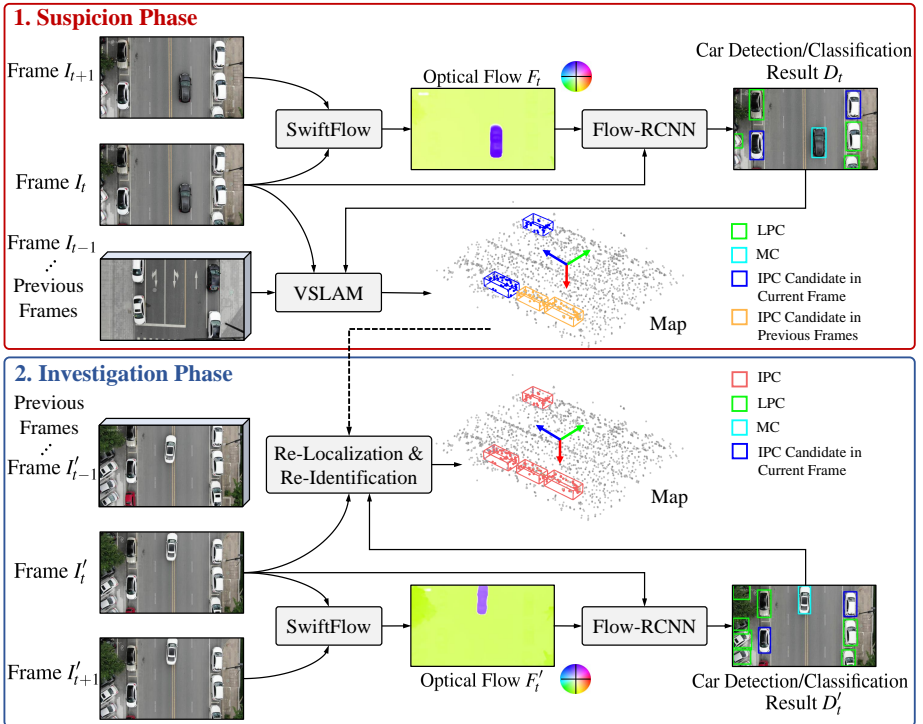 1. Suspicion Phase
Frame I_{t+1}
Optical Flow F_t
Car Detection/Classification
Result D_t
SwiftFlow
Flow-RCNN
Frame I_t
Frame I_{t-1}
⋰
Previous
Frames
VSLAM
Map
LPC
MC
IPC Candidate in
Current Frame
IPC Candidate in
Previous Frames
2. Investigation Phase
Previous
Frames
⋰
Frame I'_{t-1}
Re-Localization &
Re-Identification
Map
IPC
LPC
MC
IPC Candidate in
Current Frame
Frame I'_t
SwiftFlow
Flow-RCNN
Frame I'_{t+1}
Optical Flow F'_t
Car Detection/Classification
Result D'_t